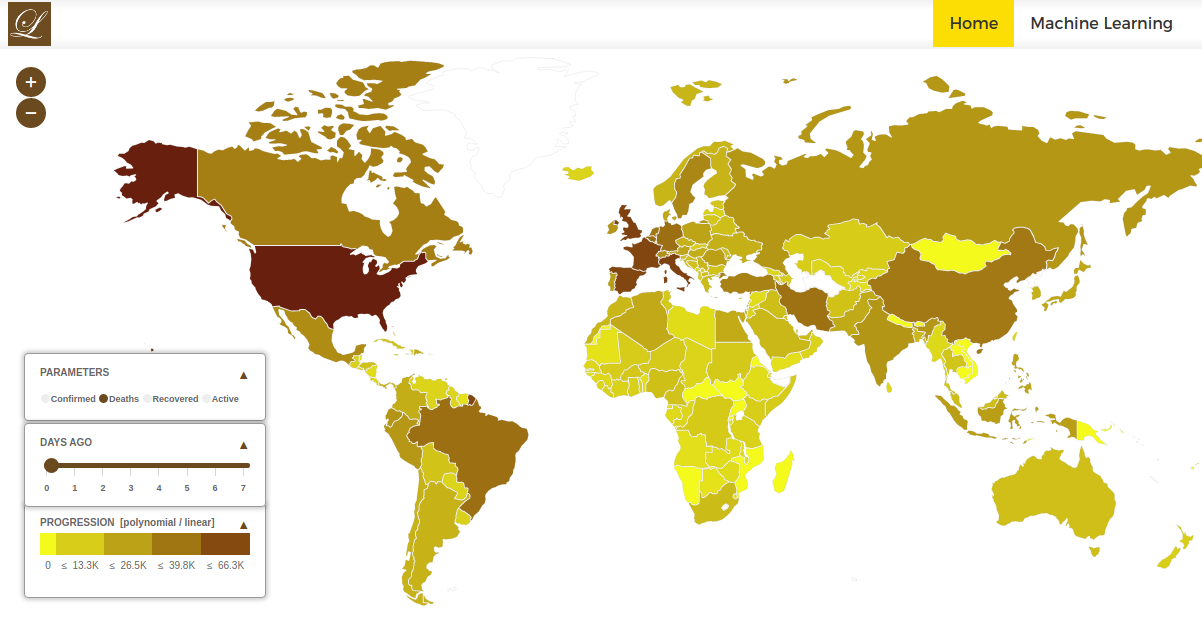 L
Home Machine Learning
+
−
PARAMETERS ▲
Confirmed Deaths Recovered Active
DAYS AGO ▲
0 1 2 3 4 5 6 7
PROGRESSION [polynomial / linear] ▲
0 ≤ 13.3K ≤ 26.5K ≤ 39.8K ≤ 66.3K